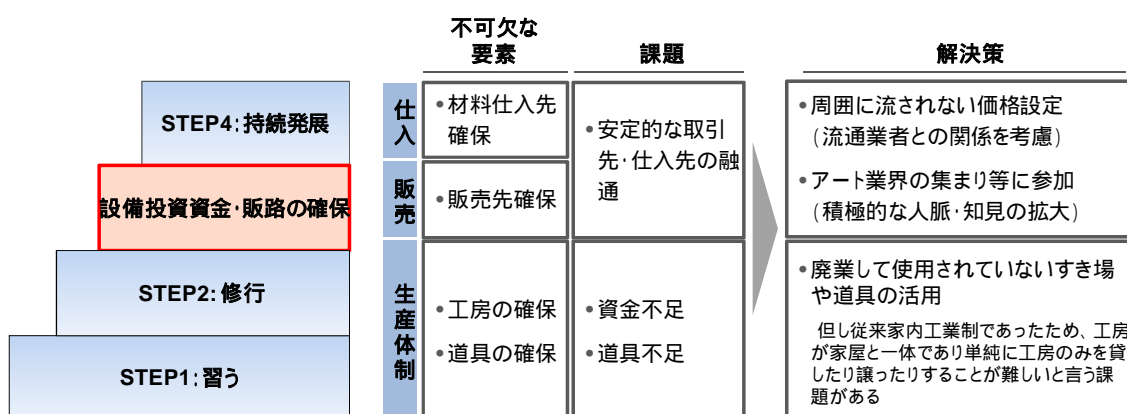 不可欠な
要素
課題
解決策
STEP4:持続発展
設備投資資金・販路の確保
STEP2:修行
STEP1:習う
仕入
•材料仕入先
確保
販売
•販売先確保
•安定的な取引
先・仕入先の融
通
•周囲に流されない価格設定
(流通業者との関係を考慮)
•アート業界の集まり等に参加
(積極的な人脈・知見の拡大)
生産体制
•工房の確保
•道具の確保
•資金不足
•道具不足
•廃業して使用されていないすき場
や道具の活用
但し従来家内工業制であったため、工房
が家屋と一体であり単純に工房のみを貸
したり譲ったりすることが難しいと言う課
題がある